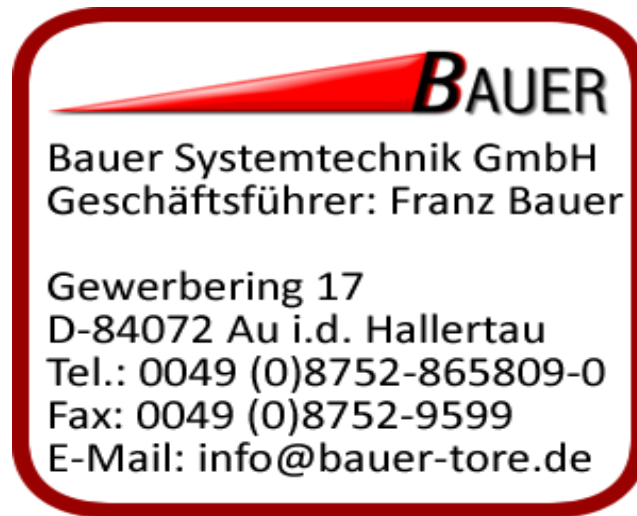 BAUER
Bauer Systemtechnik GmbH
Geschäftsführer: Franz Bauer
Gewerbering 17
D-84072 Au i.d. Hallertau
Tel.: 0049 (0)8752-865809-0
Fax: 0049 (0)8752-9599
E-Mail: info@bauer-tore.de